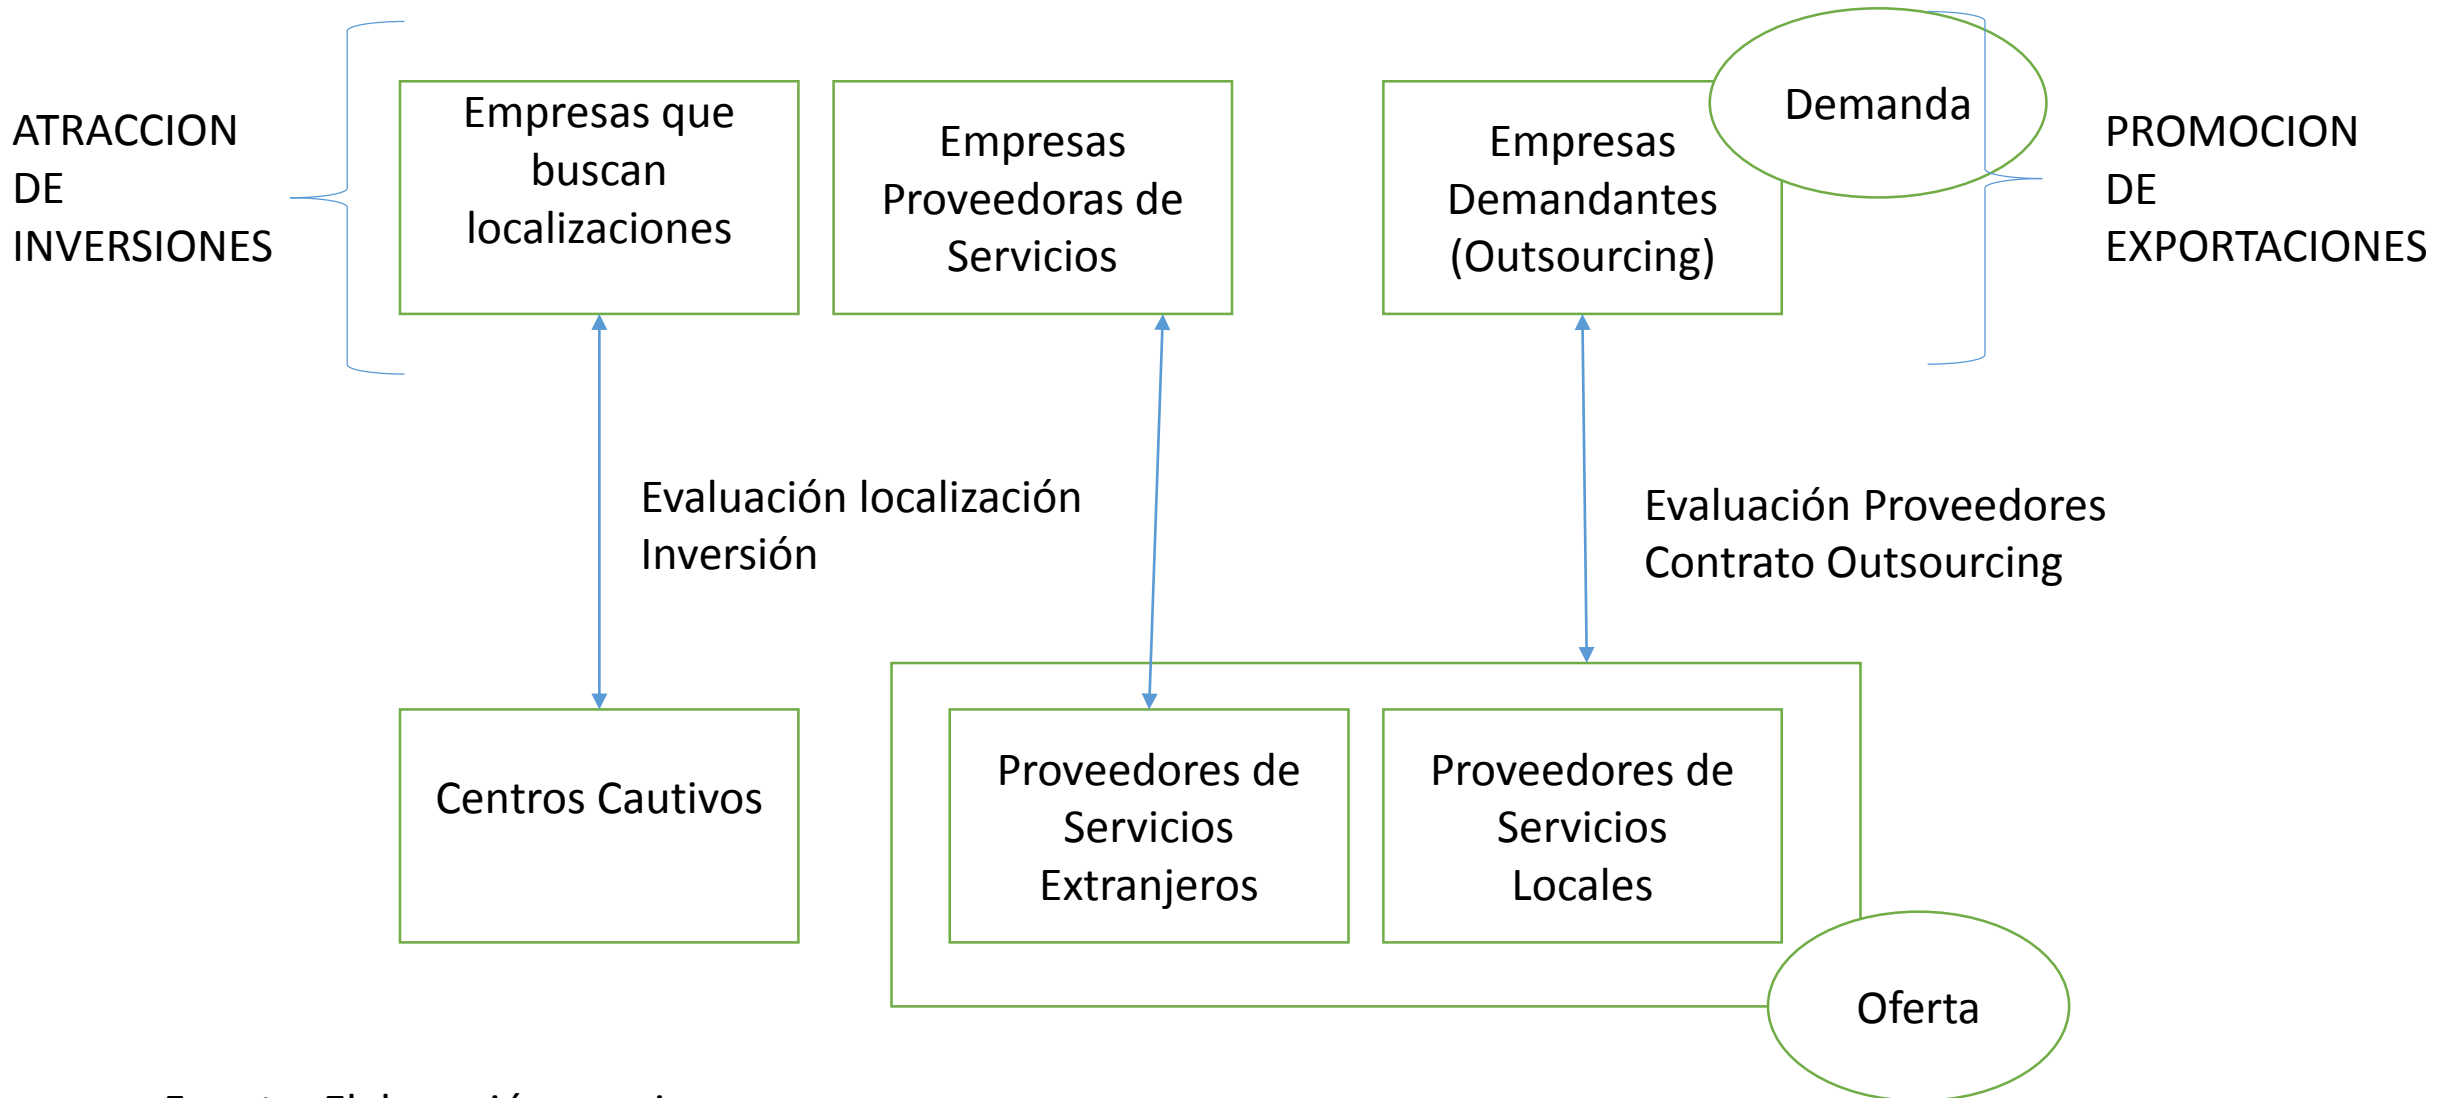 ATRACCION
DE
INVERSIONES
Empresas que
buscan
localizaciones
Empresas
Proveedoras de
Servicios
Empresas
Demandantes
(Outsourcing)
Demanda
PROMOCION
DE
EXPORTACIONES
Evaluación localización
Inversión
Evaluación Proveedores
Contrato Outsourcing
Centros Cautivos
Proveedores de
Servicios
Extranjeros
Proveedores de
Servicios
Locales
Oferta